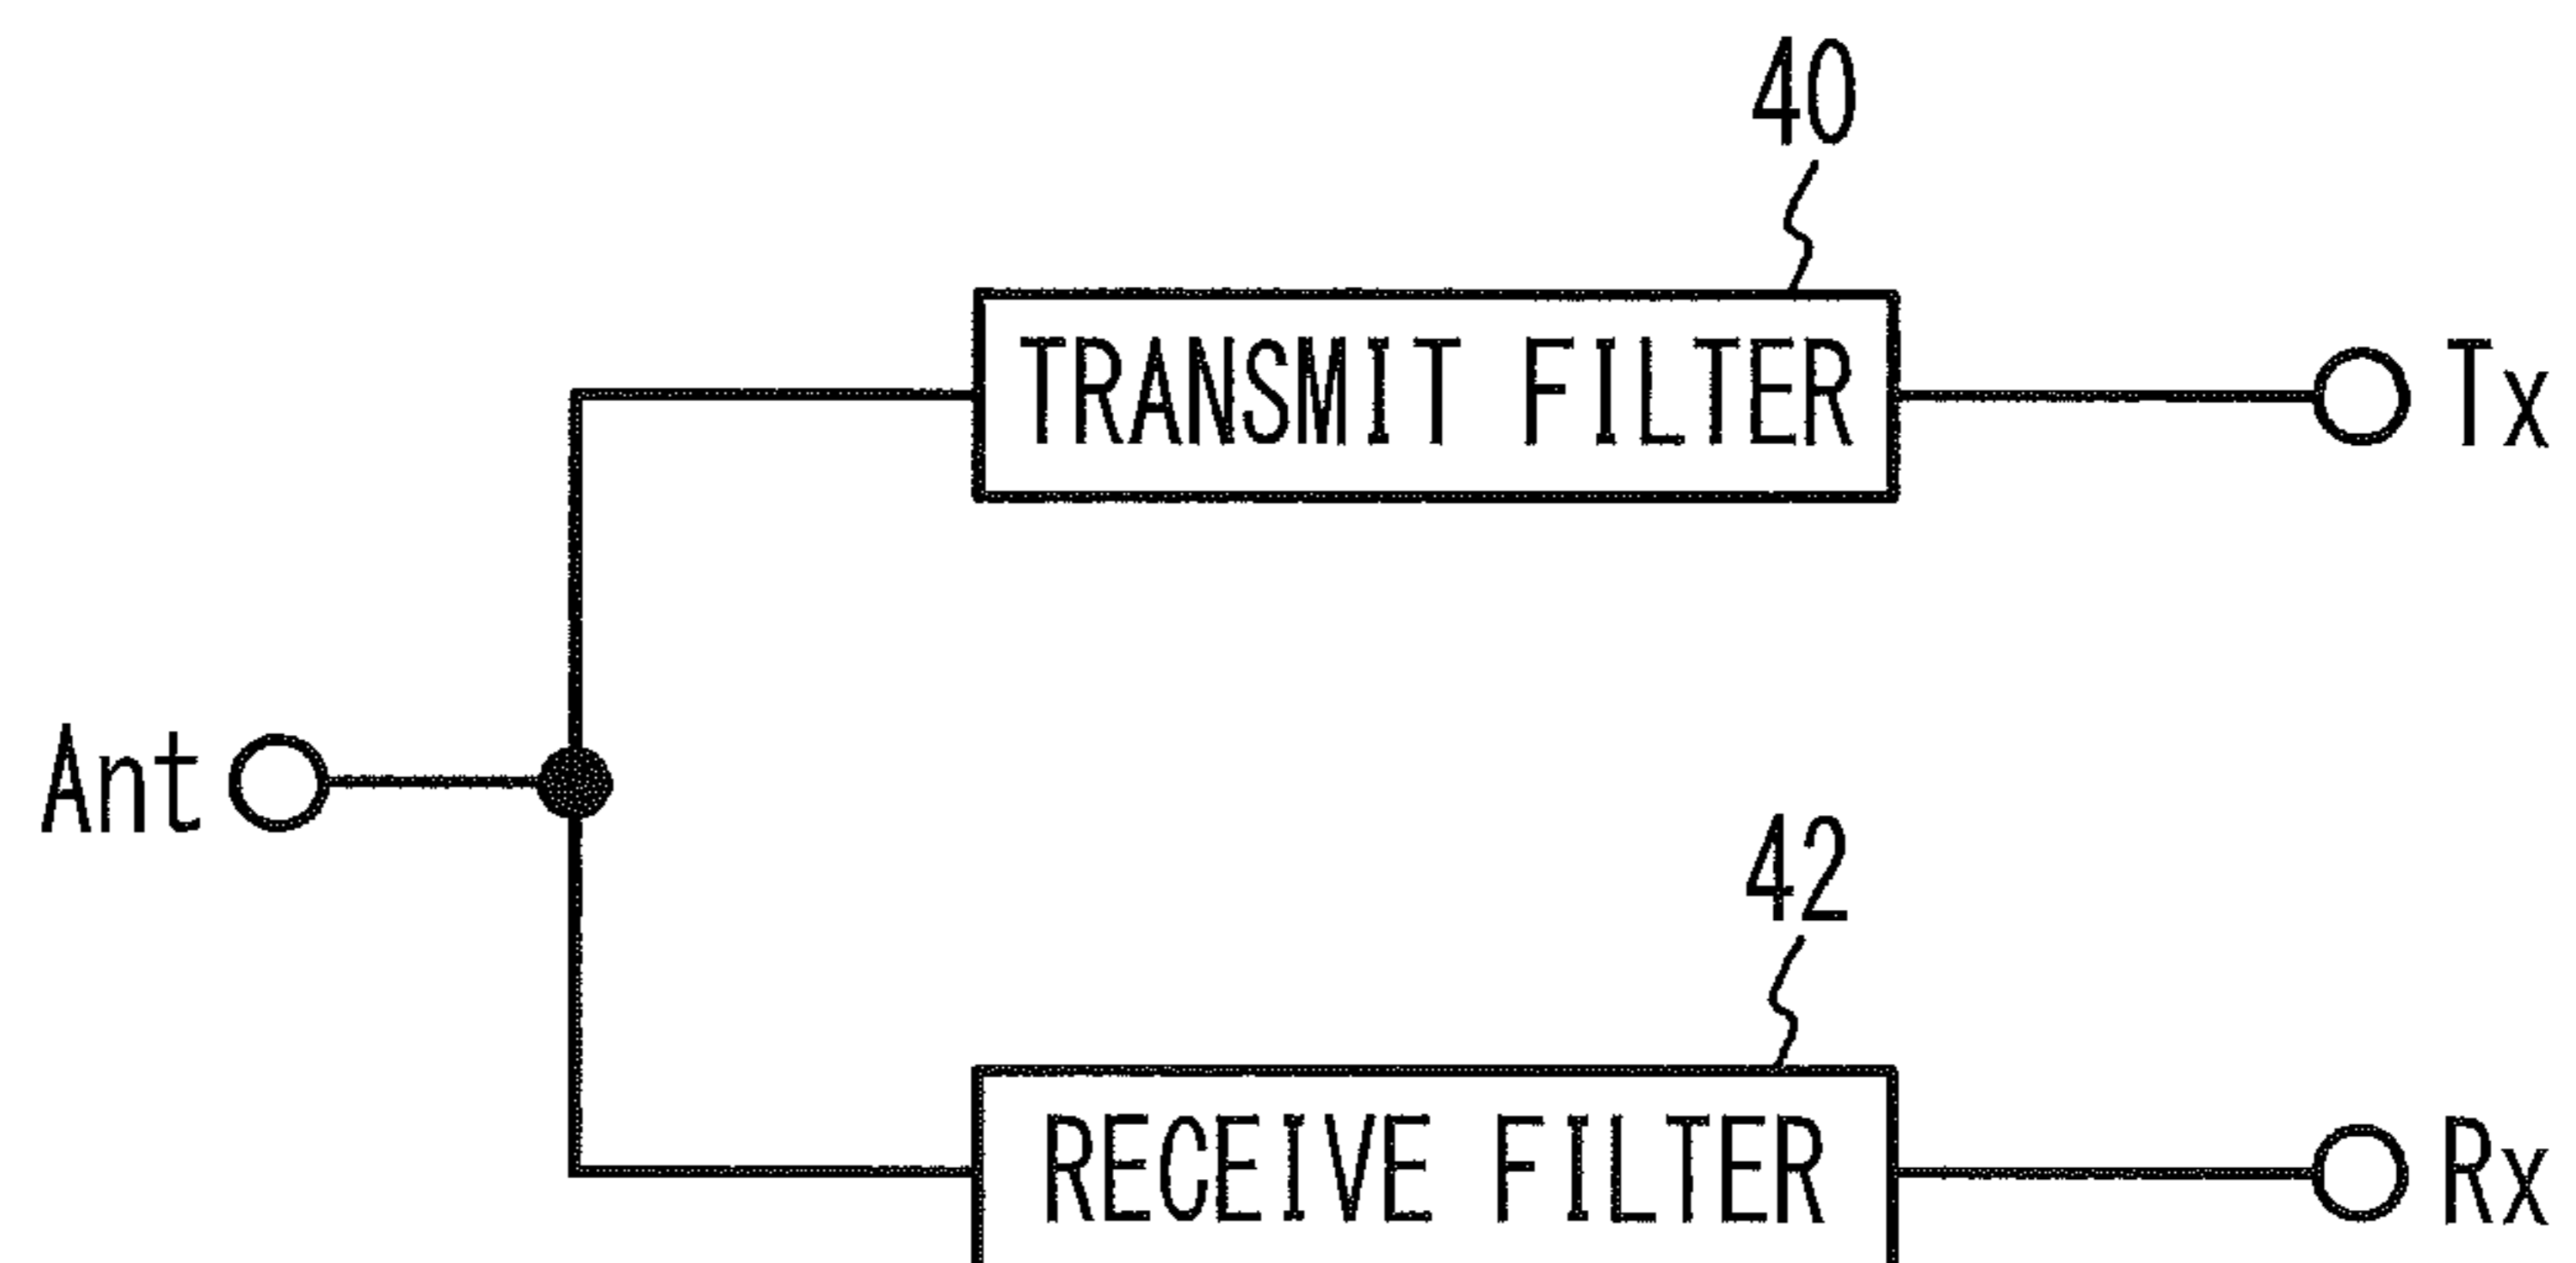 40
TRANSMIT FILTER
Tx
Ant
42
RECEIVE FILTER
Rx